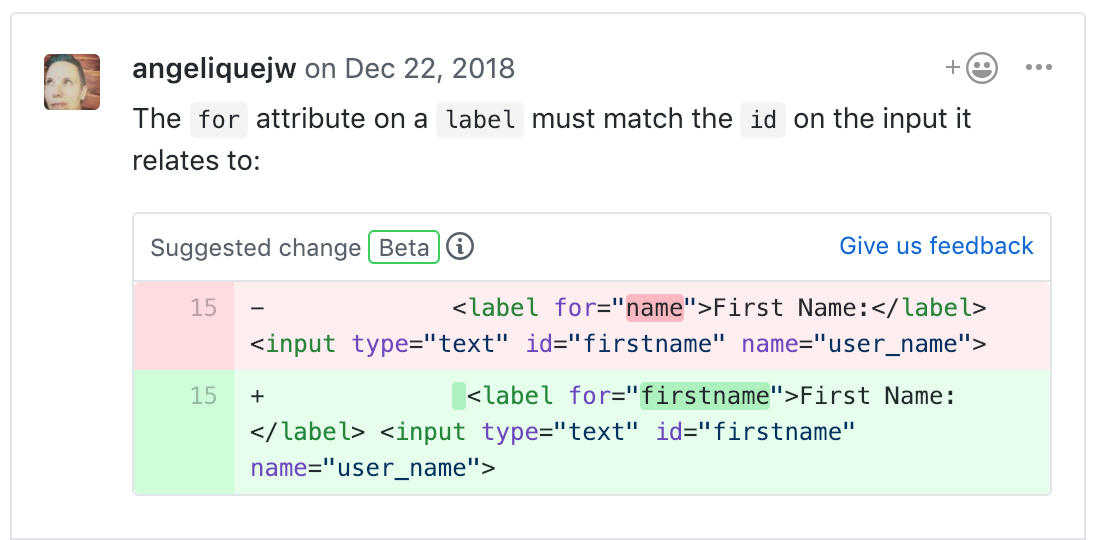 angeliquejw on Dec 22, 2018
The for attribute on a label must match the id on the input it
relates to:
Suggested change Beta
Give us feedback
15 - <label for="name">First Name:</label>
<input type="text" id="firstname" name="user_name">
15 + <label for="firstname">First Name:
</label> <input type="text" id="firstname"
name="user_name">